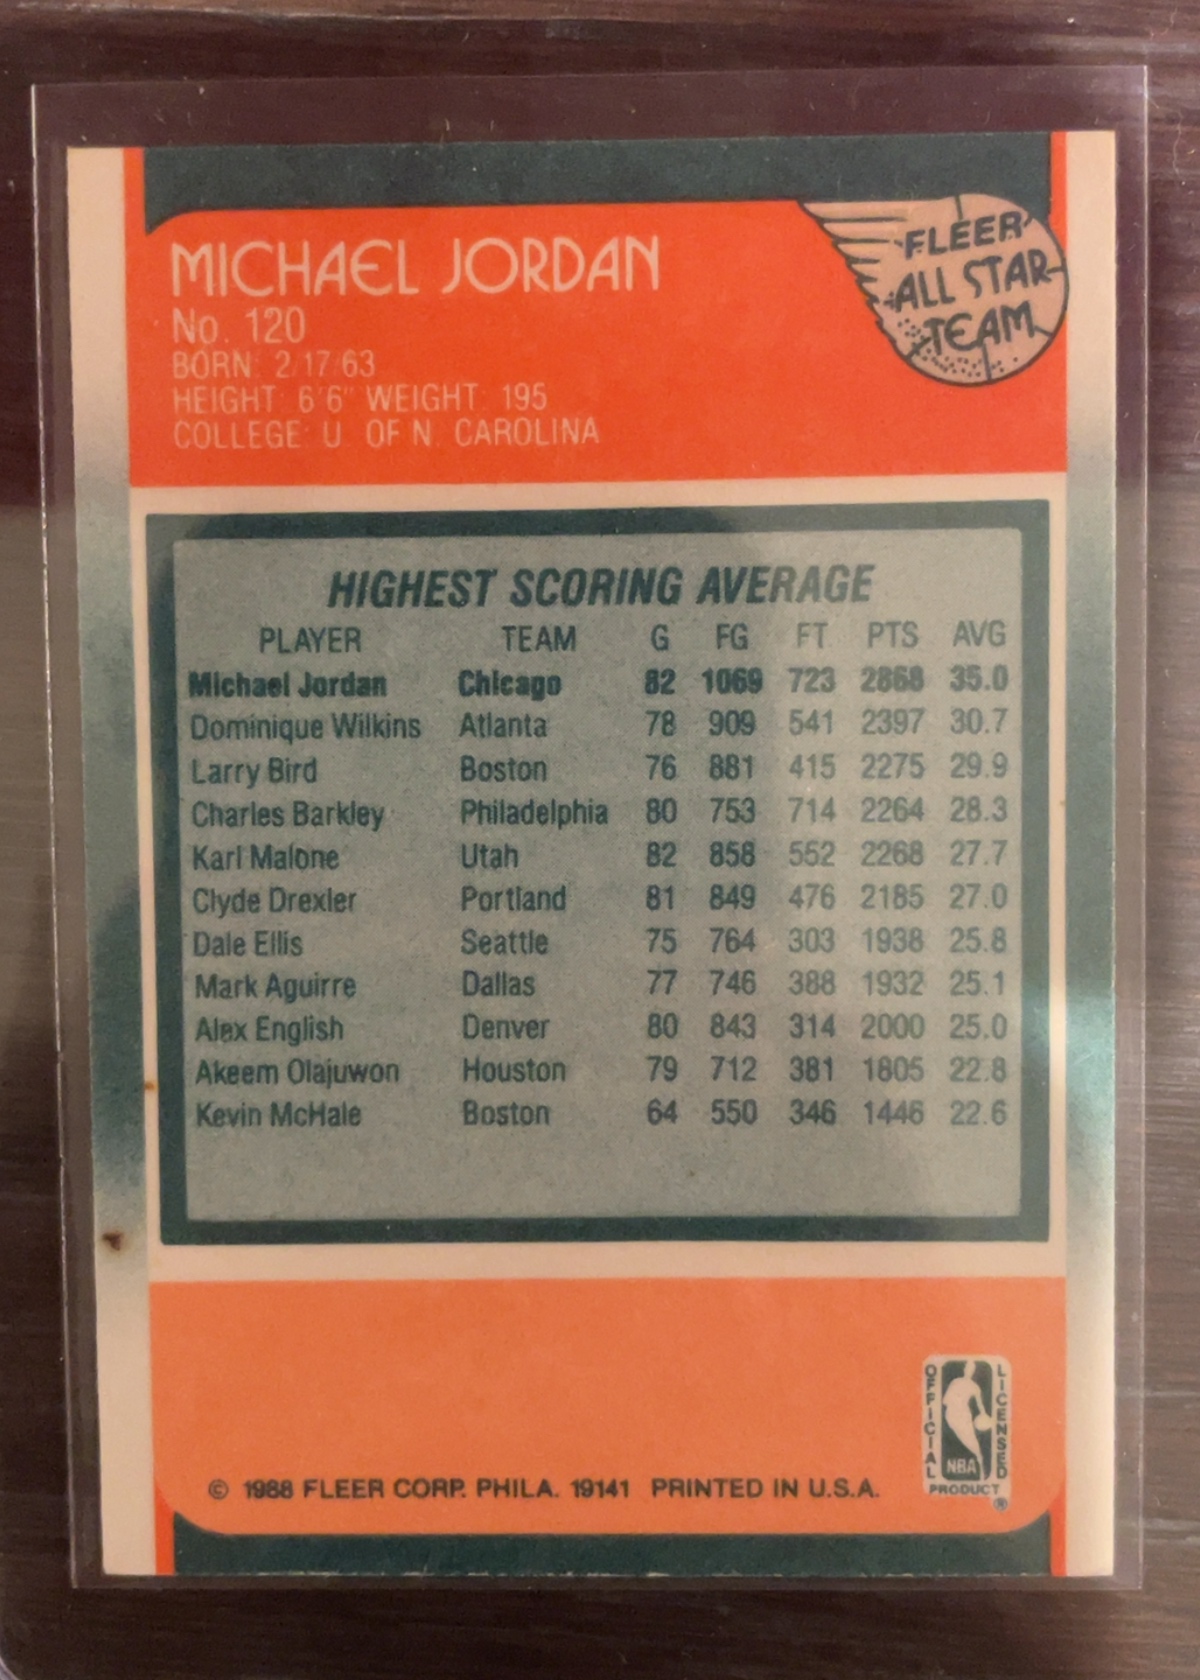 MICHAEL JORDAN
No. 120
BORN: 2/17/63
HEIGHT: 6'6" WEIGHT: 195
COLLEGE: U. OF N. CAROLINA
FLEER
ALL STAR
TEAM
HIGHEST SCORING AVERAGE
PLAYER TEAM G FG FT. PTS AVG
Michael Jordan Chicago 82 1069 723 2868 35.0
Dominique Wilkins Atlanta 78 909 541 2397 30.7
Larry Bird Boston 76 881 415 2275 29.9
Charles Barkley Philadelphia 80 753 714 2264 28.3
Karl Malone Utah 82 858 552 2268 27.7
Clyde Drexler Portland 81 849 476 2185 27.0
Dale Ellis Seattle 75 764 303 1938 25.8
Mark Aguirre Dallas 77 746 388 1932 25.1
Alex English Denver 80 843 314 2000 25.0
Akeem Olajuwon Houston 79 712 381 1805 22.8
Kevin McHale Boston 64 550 346 1446 22.6
OFFICIAL LICENSED
NBA
PRODUCT
®
© 1988 FLEER CORP. PHILA. 19141 PRINTED IN U.S.A.